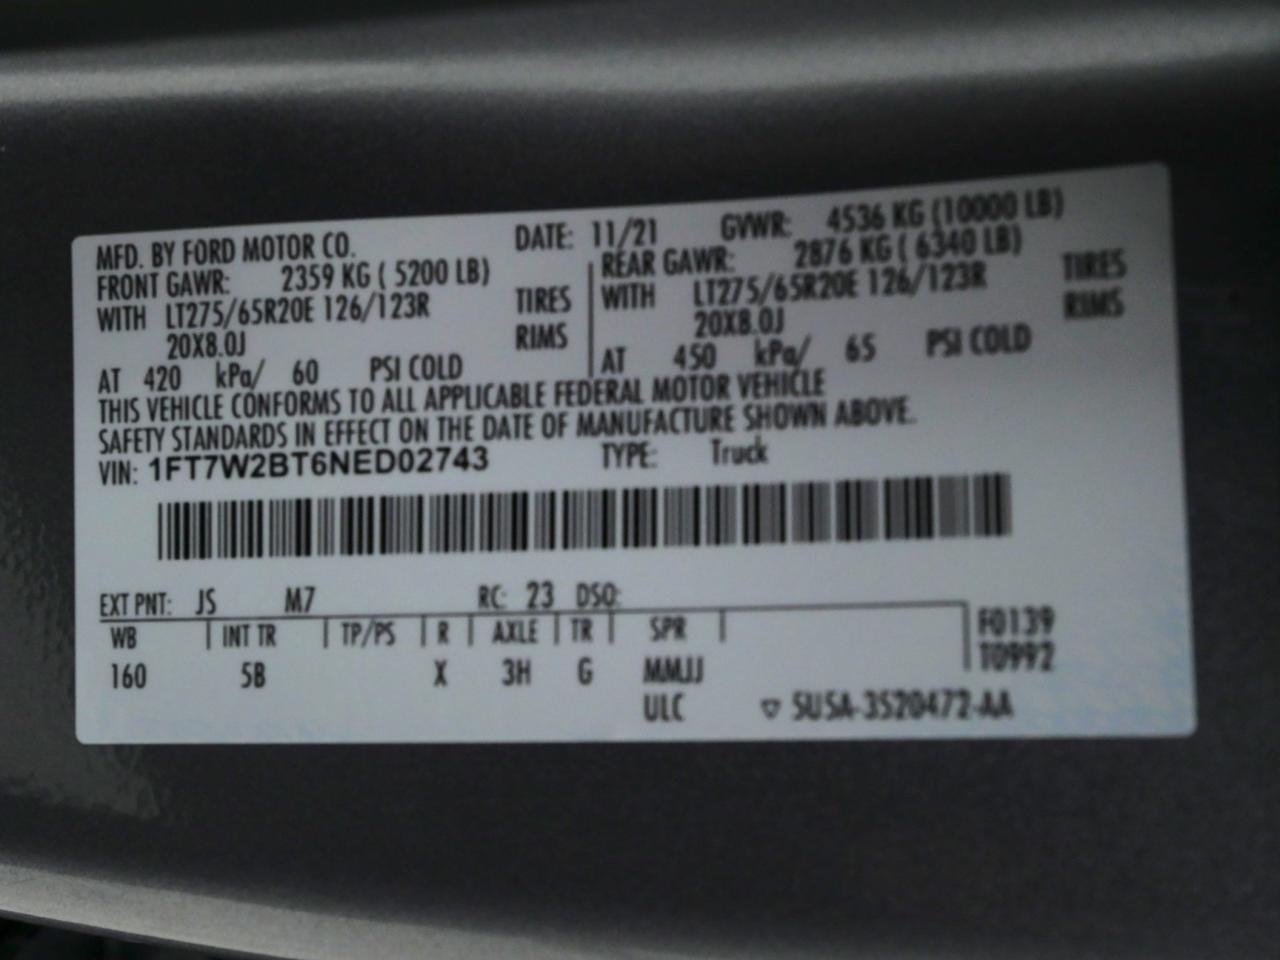 MFD. BY FORD MOTOR CO. DATE: 11/21 GVWR: 4536 KG (10000 LB)
FRONT GAWR: 2359 KG ( 5200 LB) REAR GAWR: 2876 KG ( 6340 LB)
WITH LT275/65R20E 126/123R TIRES WITH LT275/65R20E 126/123R TIRES
20X8.0J RIMS 20X8.0J RIMS
AT 420 kPa/ 60 PSI COLD AT 450 kPa/ 65 PSI COLD
THIS VEHICLE CONFORMS TO ALL APPLICABLE FEDERAL MOTOR VEHICLE
SAFETY STANDARDS IN EFFECT ON THE DATE OF MANUFACTURE SHOWN ABOVE.
VIN: 1FT7W2BT6NED02743 TYPE: Truck
EXT PNT: JS M7 RC: 23 DSO:
WB INT TR TP/PS R AXLE TR SPR F0139
160 5B X 3H G MMJJ T0992
ULC ▽ 5U5A-3520472-AA